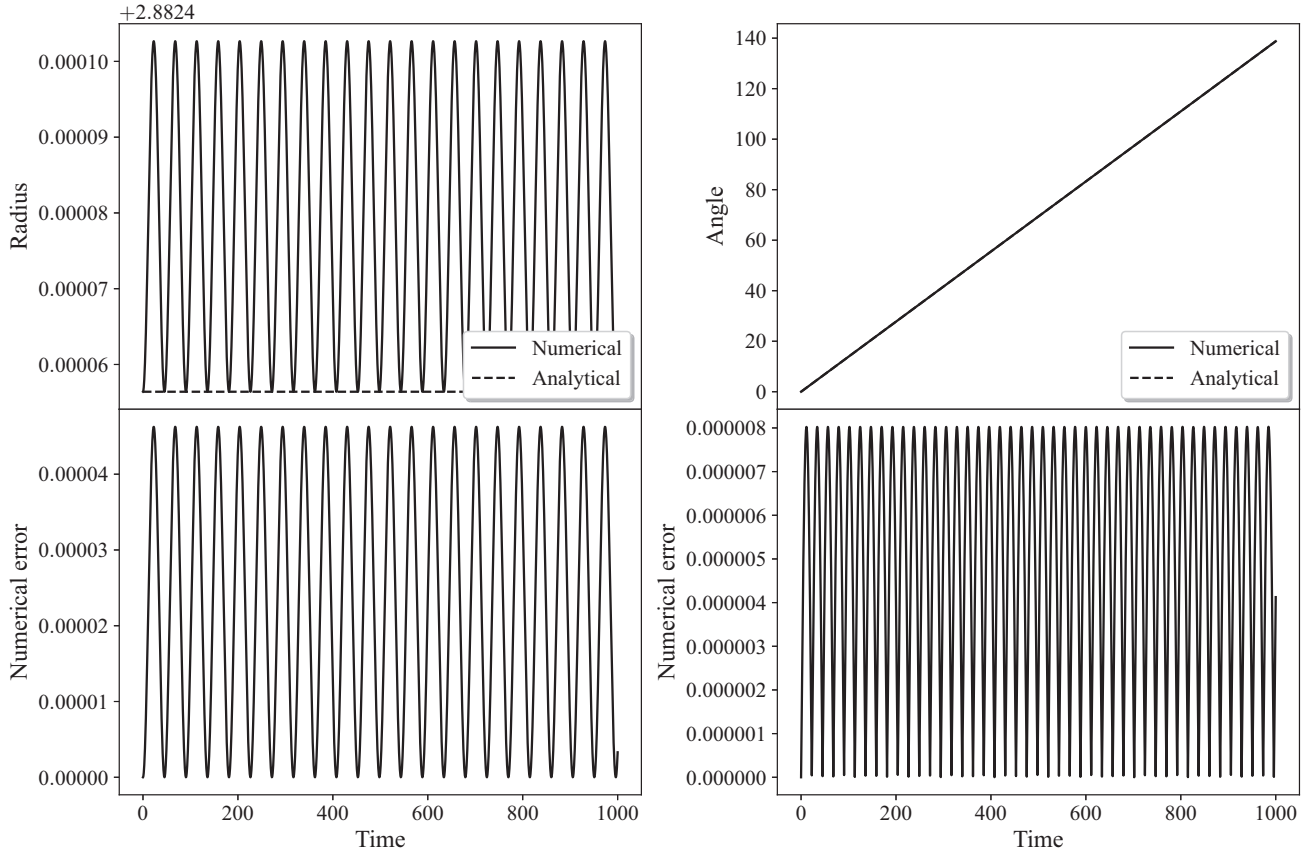 +2.8824
0.00010
0.00009
0.00008
0.00007
0.00006
Radius
Numerical
Analytical
140
120
100
80
60
40
20
0
Angle
Numerical
Analytical
0.00004
0.00003
0.00002
0.00001
0.00000
Numerical error
0 200 400 600 800 1000
Time
0.000008
0.000007
0.000006
0.000005
0.000004
0.000003
0.000002
0.000001
0.000000
Numerical error
0 200 400 600 800 1000
Time